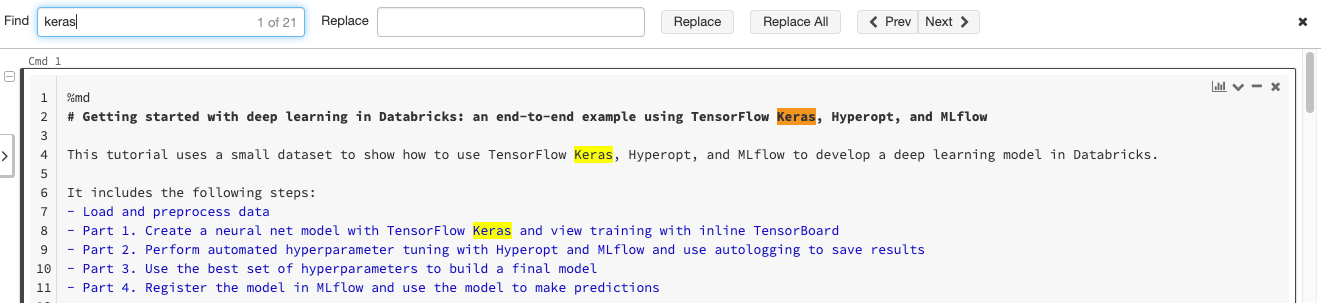 Find keras 1 of 21 Replace Replace Replace All Prev Next
Cmd 1
1 %md
2 # Getting started with deep learning in Databricks: an end-to-end example using TensorFlow Keras, Hyperopt, and MLflow
3
4 This tutorial uses a small dataset to show how to use TensorFlow Keras, Hyperopt, and MLflow to develop a deep learning model in Databricks.
5
6 It includes the following steps:
7 - Load and preprocess data
8 - Part 1. Create a neural net model with TensorFlow Keras and view training with inline TensorBoard
9 - Part 2. Perform automated hyperparameter tuning with Hyperopt and MLflow and use autologging to save results
10 - Part 3. Use the best set of hyperparameters to build a final model
11 - Part 4. Register the model in MLflow and use the model to make predictions